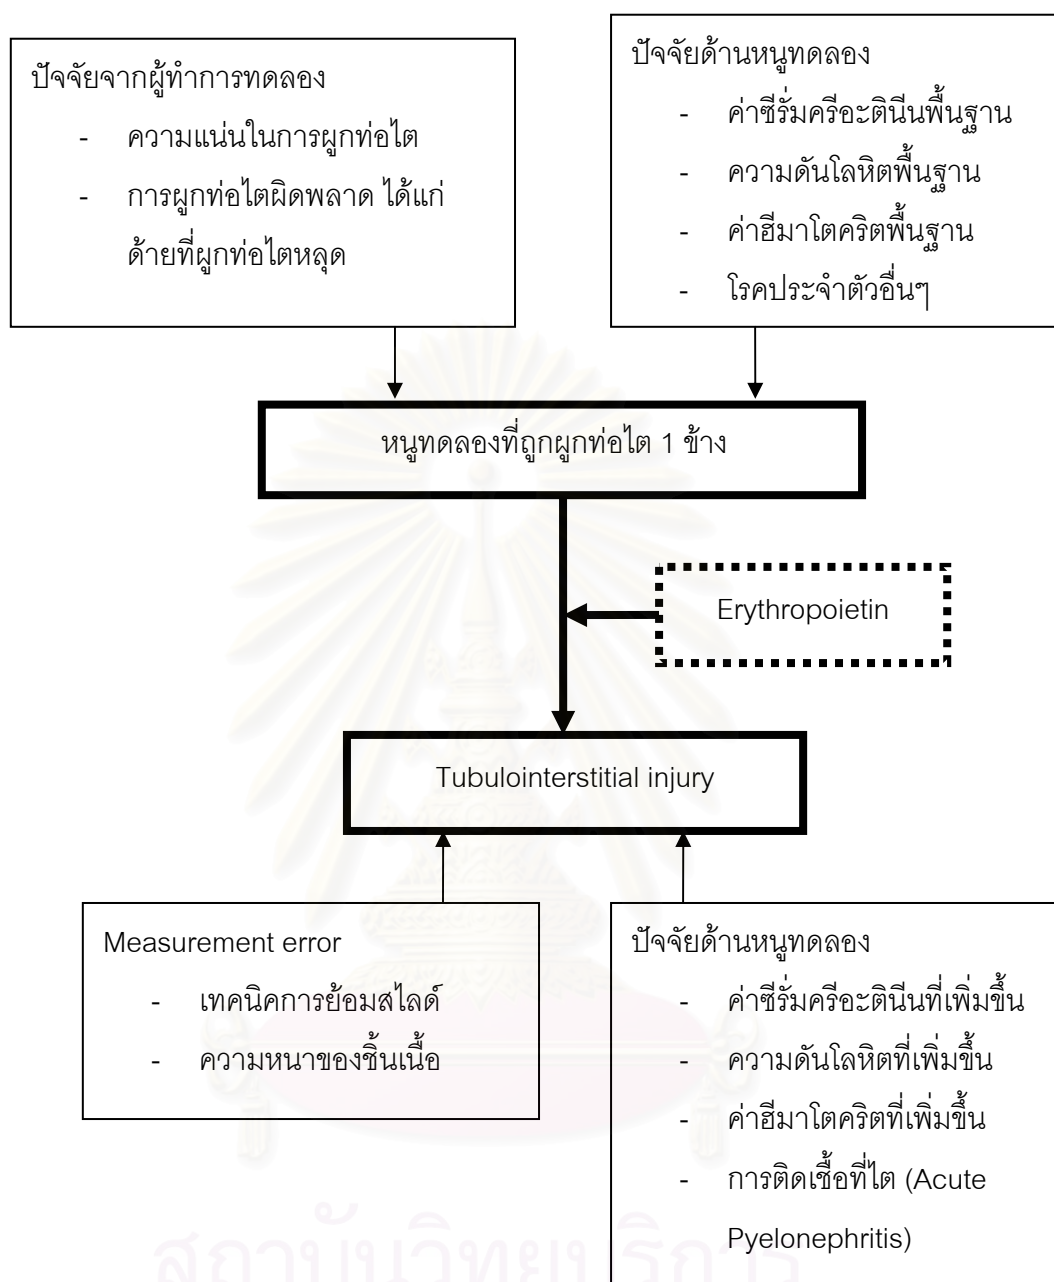 ปัจจัยจากผู้ทำการทดลอง
- ความแน่นในการผูกท่อไต
- การผูกท่อไตผิดพลาด ได้แก่
ด้ายที่ผูกท่อไตหลุด
ปัจจัยด้านหนูทดลอง
- ค่าซีรั่มครีอะตินีนพื้นฐาน
- ความดันโลหิตพื้นฐาน
- ค่าฮีมาโตคริตพื้นฐาน
- โรคประจำตัวอื่นๆ
หนูทดลองที่ถูกผูกท่อไต 1 ข้าง
Erythropoietin
Tubulointerstitial injury
Measurement error
- เทคนิคการย้อมสไลด์
- ความหนาของชิ้นเนื้อ
ปัจจัยด้านหนูทดลอง
- ค่าซีรั่มครีอะตินีนที่เพิ่มขึ้น
- ความดันโลหิตที่เพิ่มขึ้น
- ค่าฮีมาโตคริตที่เพิ่มขึ้น
- การติดเชื้อที่ไต (Acute
Pyelonephritis)
สถาบันวิทยบริการ